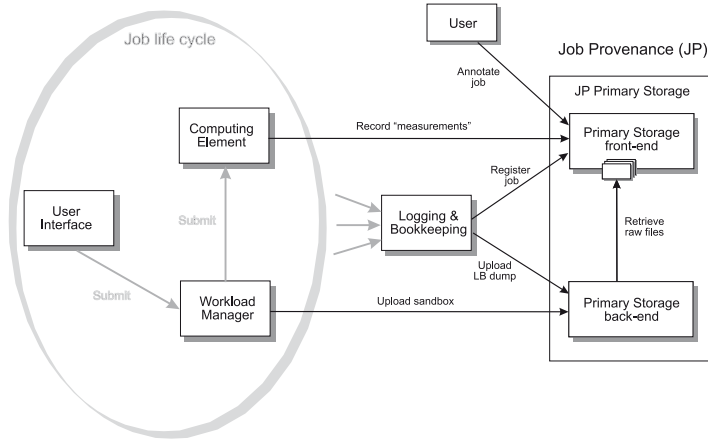 Job life cycle
User
Job Provenance (JP)
Annotate
job
JP Primary Storage
Computing
Element
Record "measurements"
Primary Storage
front-end
Register
job
User
Interface
Submit
Logging &
Bookkeeping
Retrieve
raw files
Submit
Upload
LB dump
Workload
Manager
Upload sandbox
Primary Storage
back-end